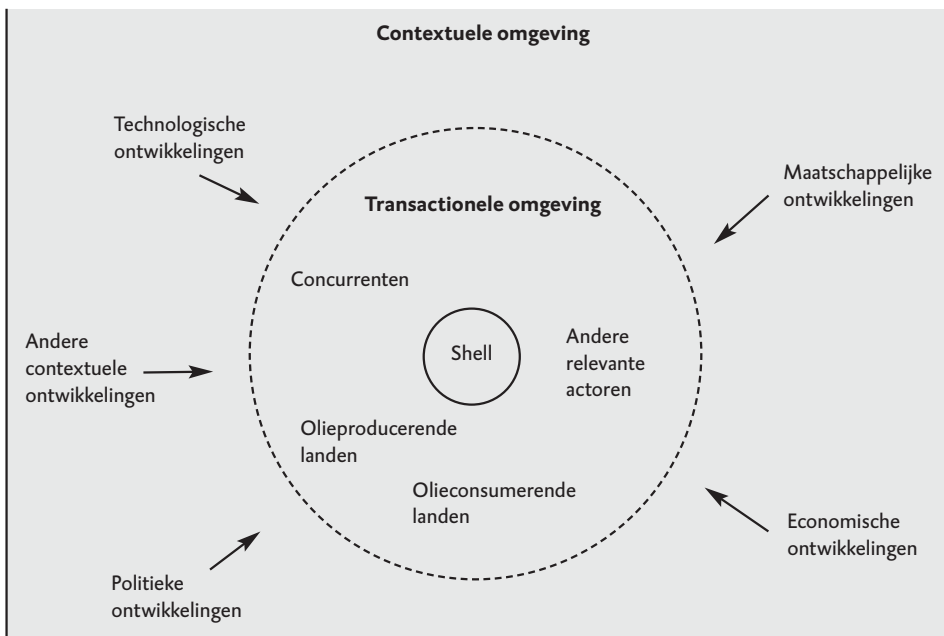 Contextuele omgeving
Technologische
ontwikkelingen
Maatschappelijke
ontwikkelingen
Transactionele omgeving
Concurrenten
Shell
Andere
relevante
actoren
Andere
contextuele
ontwikkelingen
Olieproducerende
landen
Olieconsumerende
landen
Economische
ontwikkelingen
Politieke
ontwikkelingen